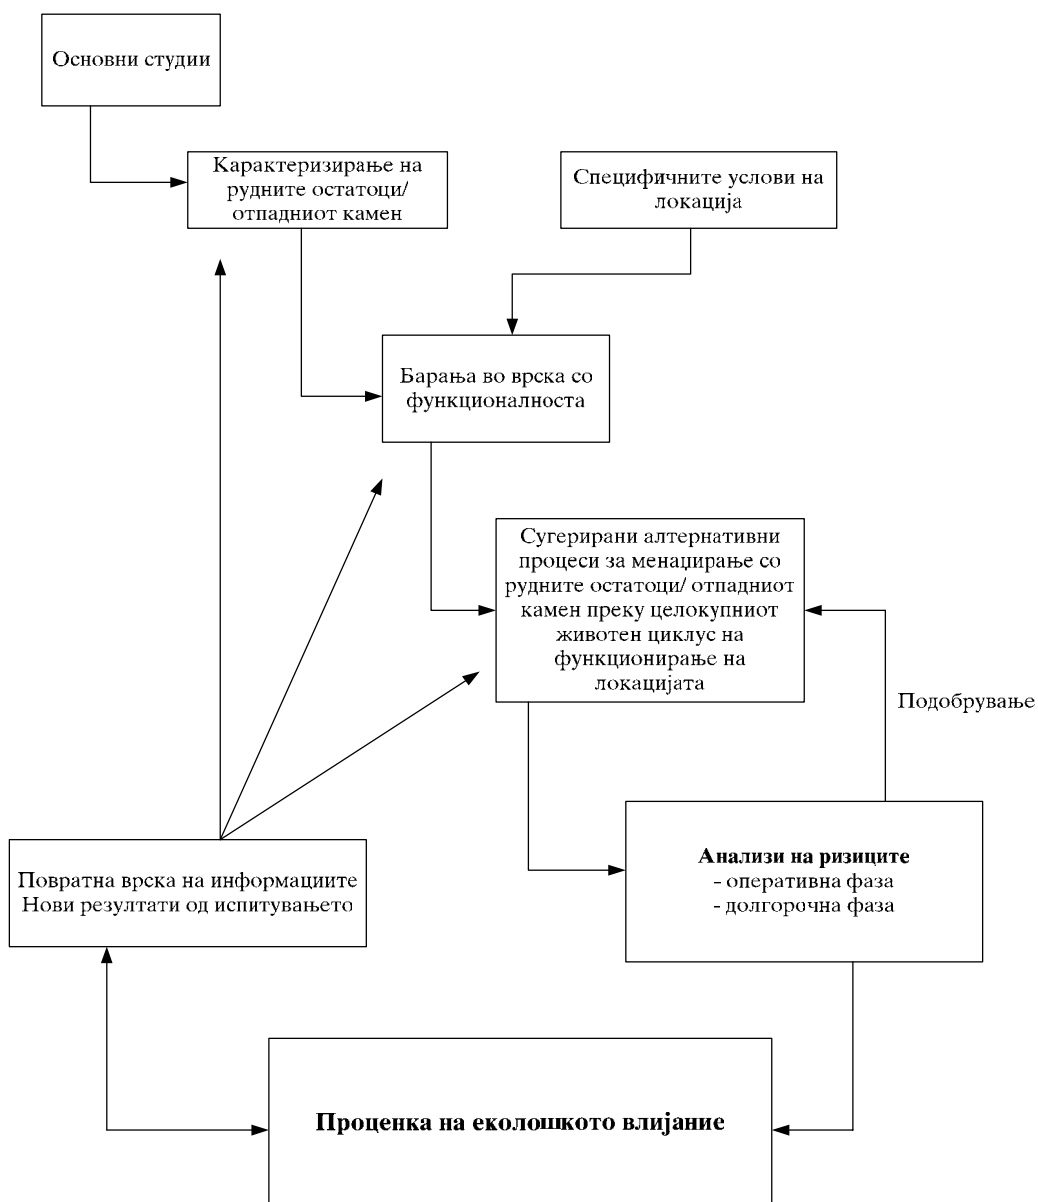 Основни студии
Карактеризирање на
рудните остатоци/
отпадниот камен
Специфичните услови на
локација
Барања во врска со
функционалноста
Сугерирани алтернативни
процеси за менаџирање со
рудните остатоци/ отпадниот
камен преку целокупниот
животен циклус на
функционирање на
локацијата
Подобрување
Анализи на ризиците
- оперативна фаза
- долгорочна фаза
Повратна врска на информациите
Нови резултати од испитувањето
Проценка на еколошкото влијание